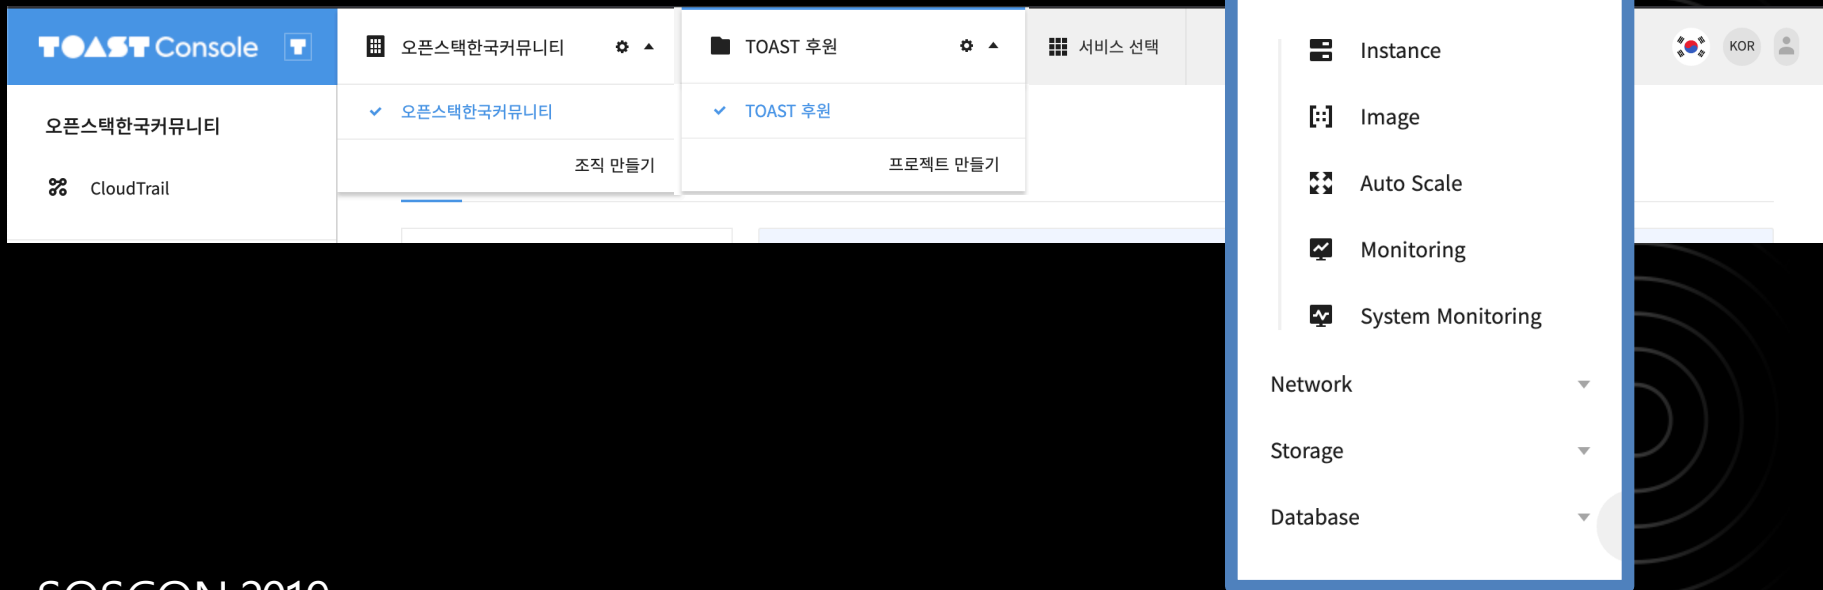 TOAST Console
오픈스택한국커뮤니티
TOAST 후원
서비스 선택
KOR
오픈스택한국커뮤니티
TOAST 후원
조직 만들기
프로젝트 만들기
오픈스택한국커뮤니티
CloudTrail
Instance
Image
Auto Scale
Monitoring
System Monitoring
Network
Storage
Database
SOSCON 2019